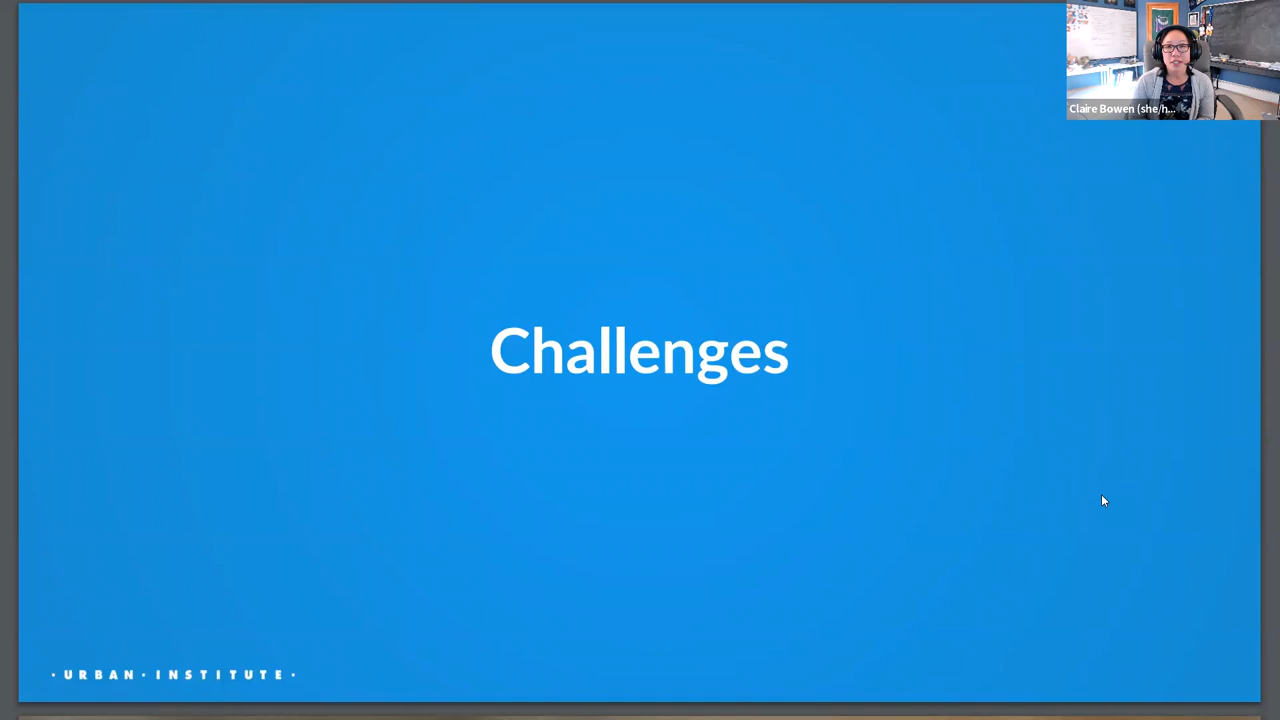 Claire Bowen (she/h...
Challenges
· URBAN · INSTITUTE ·